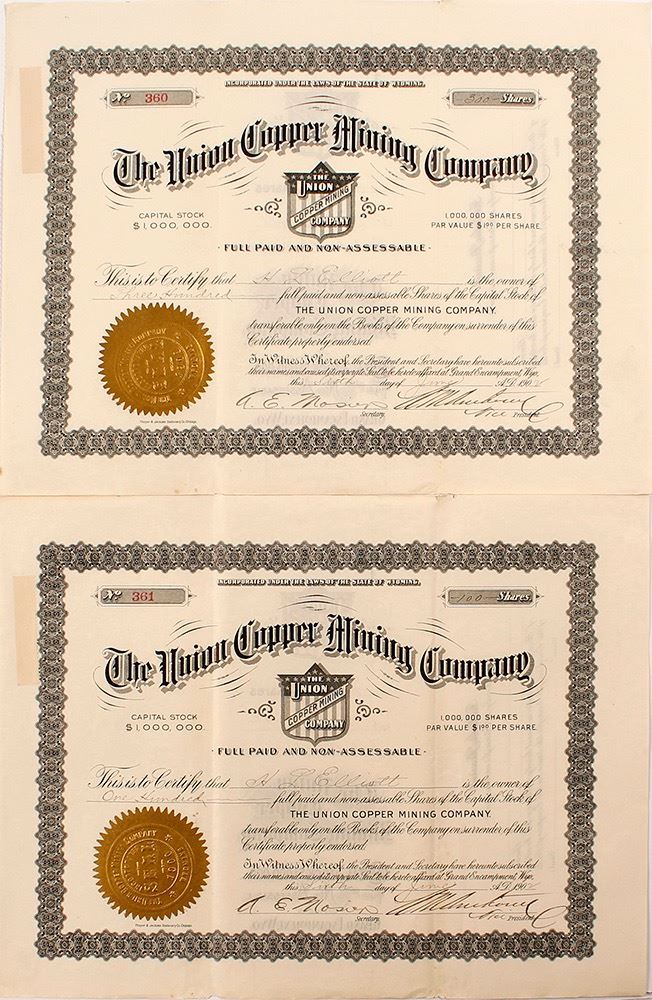 INCORPORATED UNDER THE LAWS OF THE STATE OF WYOMING.
No 360
300 Shares
The Union Copper Mining Company
THE UNION COPPER MINING COMPANY
CAPITAL STOCK
$1,000,000.
1,000,000 SHARES
PAR VALUE $1.00 PER SHARE.
FULL PAID AND NON-ASSESSABLE
This is to Certify that H L Elliott is the owner of
Three Hundred full paid and non-assessable Shares of the Capital Stock of
THE UNION COPPER MINING COMPANY.
transferable only on the Books of the Company on surrender of this
Certificate properly endorsed.
In Witness Whereof, the President and Secretary have hereunto subscribed
their names and caused its corporate Seal to be hereto affixed at Grand Encampment, Wyo,
this day of A.D. 190
A. E. Mosier
Secretary.
Vice President
INCORPORATED UNDER THE LAWS OF THE STATE OF WYOMING.
No 361
100 Shares
The Union Copper Mining Company
THE UNION COPPER MINING COMPANY
CAPITAL STOCK
$1,000,000.
1,000,000 SHARES
PAR VALUE $1.00 PER SHARE.
FULL PAID AND NON-ASSESSABLE
This is to Certify that H L Elliott is the owner of
One Hundred full paid and non-assessable Shares of the Capital Stock of
THE UNION COPPER MINING COMPANY.
transferable only on the Books of the Company on surrender of this
Certificate properly endorsed.
In Witness Whereof, the President and Secretary have hereunto subscribed
their names and caused its corporate Seal to be hereto affixed at Grand Encampment, Wyo,
this day of A.D. 190
A. E. Mosier
Secretary.
Vice President